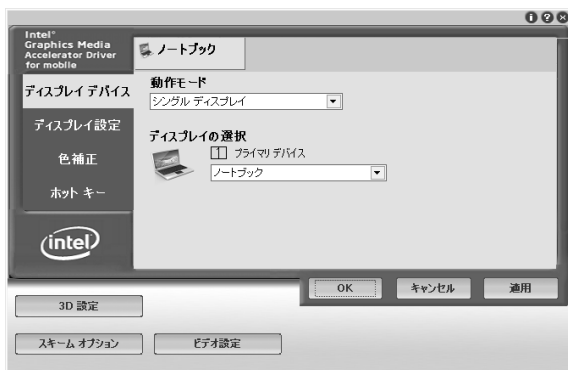 Intel®
Graphics Media
Accelerator Driver
for mobile
ノートブック
ディスプレイ デバイス
ディスプレイ設定
色補正
ホット キー
intel
動作モード
シングル ディスプレイ
ディスプレイの選択
1 プライマリ デバイス
ノートブック
OK キャンセル 適用
3D 設定
スキーム オプション ビデオ設定